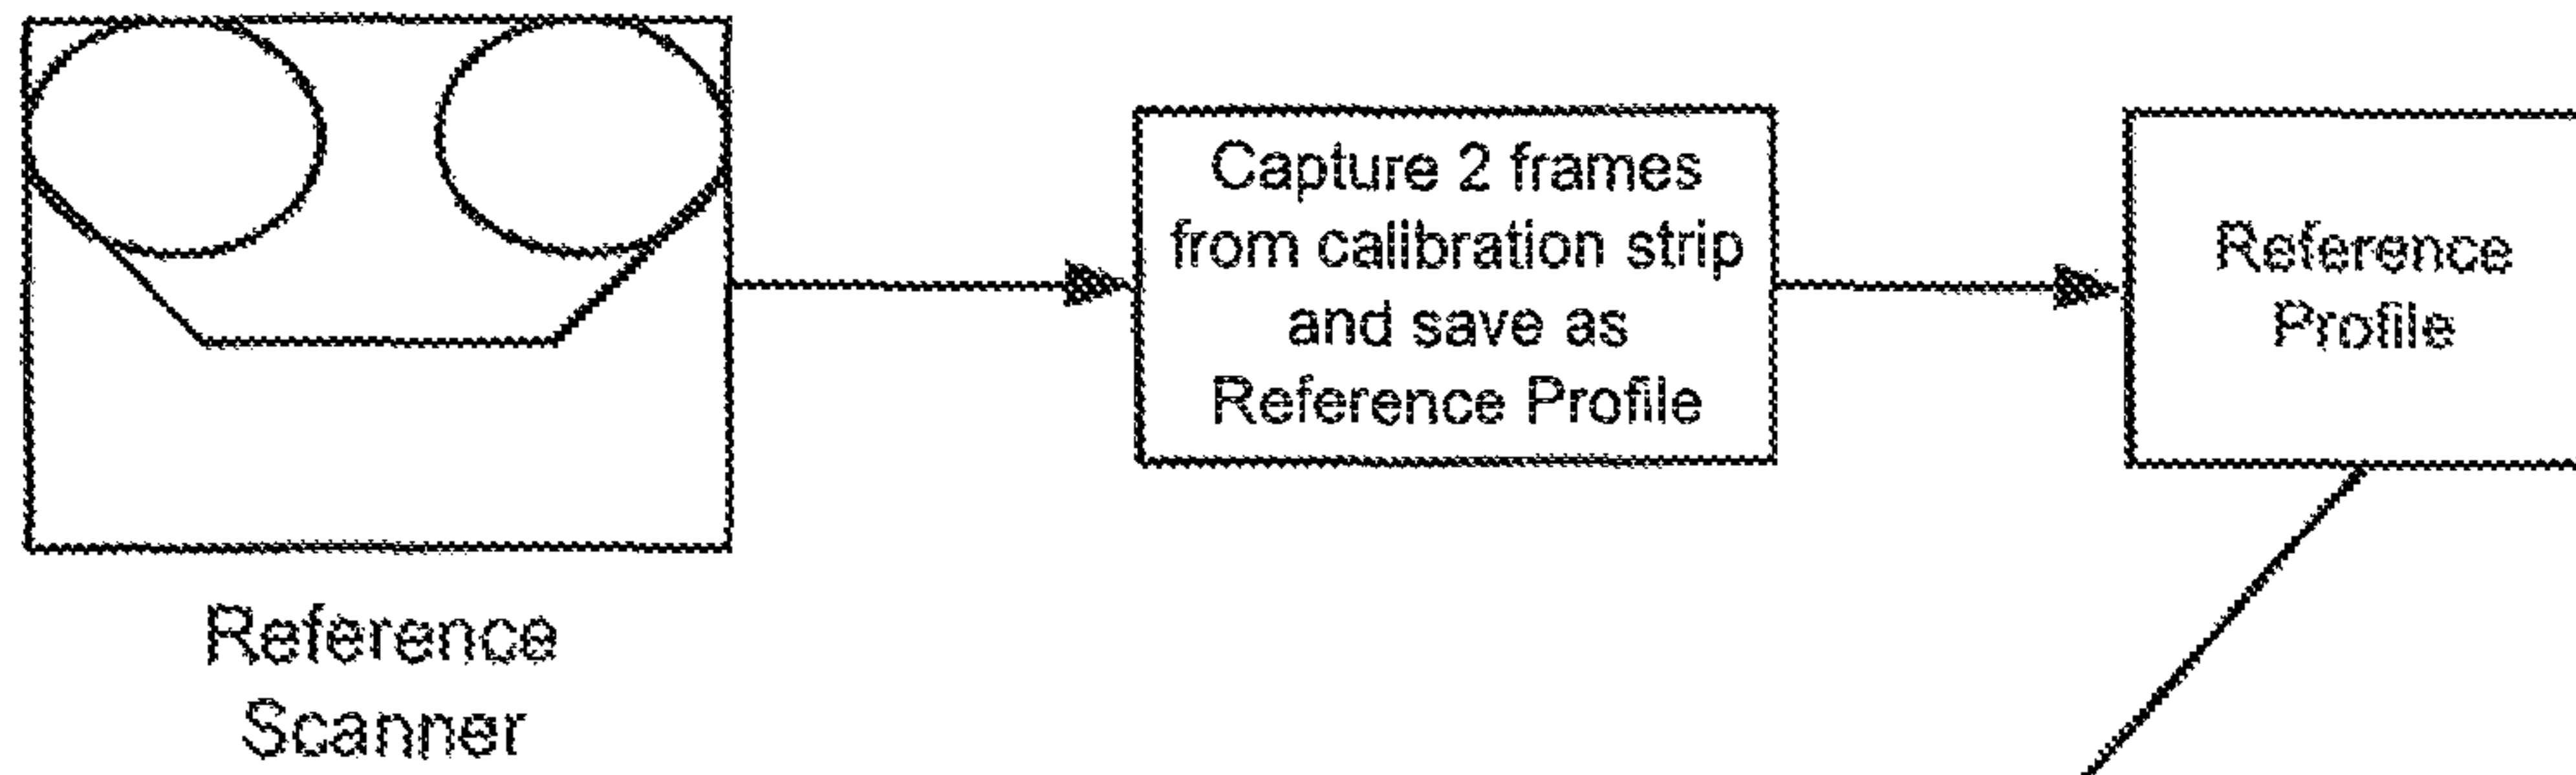 Capture 2 frames
from calibration strip
and save as
Reference Profile
Reference
Profile
Reference
Scanner